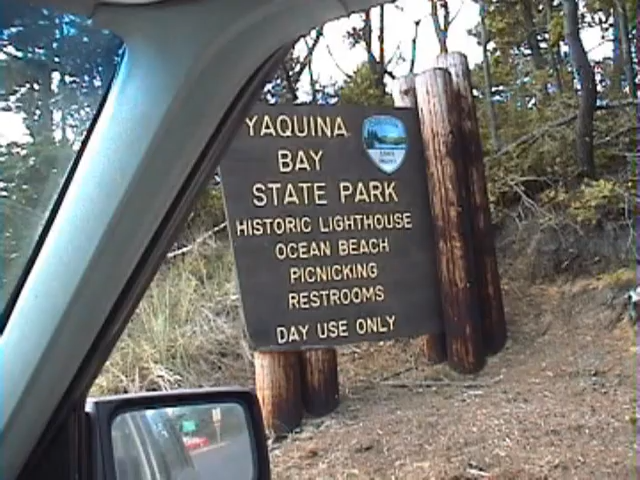 YAQUINA
BAY
STATE PARK
HISTORIC LIGHTHOUSE
OCEAN BEACH
PICNICKING
RESTROOMS
DAY USE ONLY